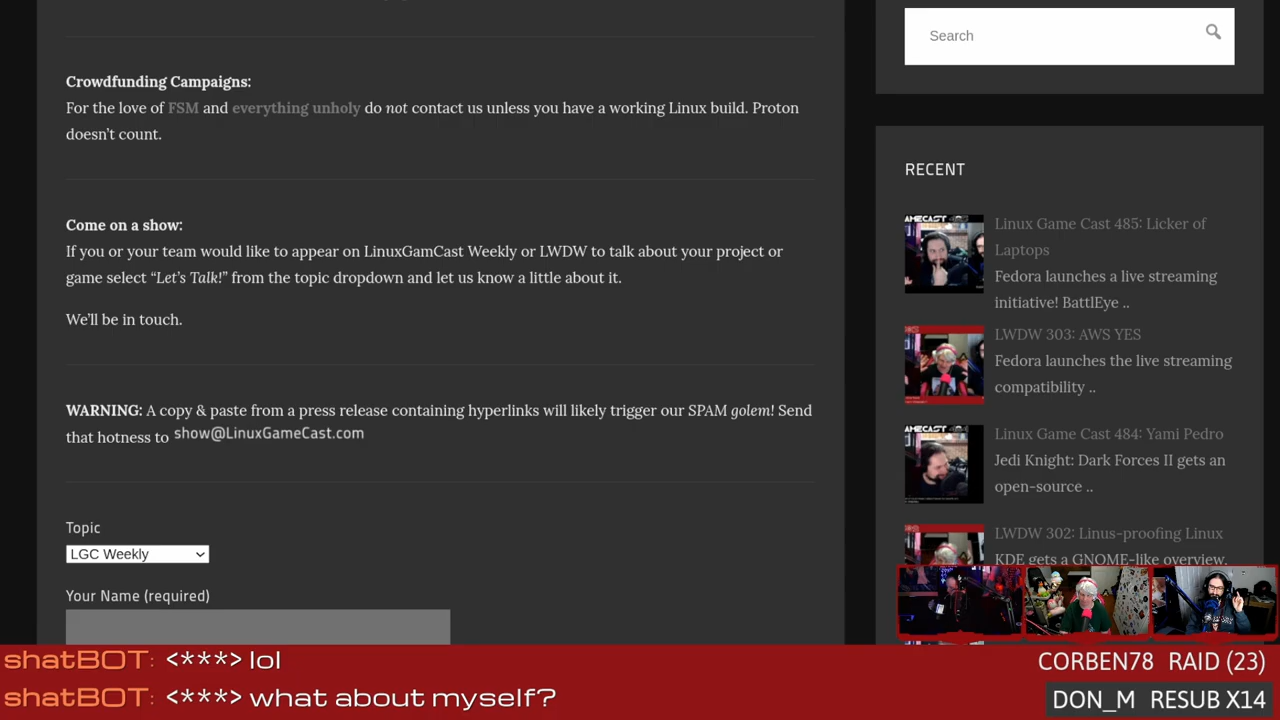 Search
Crowdfunding Campaigns:
For the love of FSM and everything unholy do not contact us unless you have a working Linux build. Proton
doesn't count.
RECENT
Come on a show:
If you or your team would like to appear on LinuxGamCast Weekly or LWDW to talk about your project or
game select “Let's Talk!” from the topic dropdown and let us know a little about it.
We'll be in touch.
WARNING: A copy & paste from a press release containing hyperlinks will likely trigger our SPAM golem! Send
that hotness to show@LinuxGameCast.com
Topic
LGC Weekly
Your Name (required)
Linux Game Cast 485: Licker of
Laptops
Fedora launches a live streaming
initiative! BattlEye ..
LWDW 303: AWS YES
Fedora launches the live streaming
compatibility ..
Linux Game Cast 484: Yami Pedro
Jedi Knight: Dark Forces II gets an
open-source ..
LWDW 302: Linus-proofing Linux
KDE gets a GNOME-like overview.
shatBOT: <***> lol
shatBOT: <***> what about myself?
CORBEN78 RAID (23)
DON_M RESUB X14